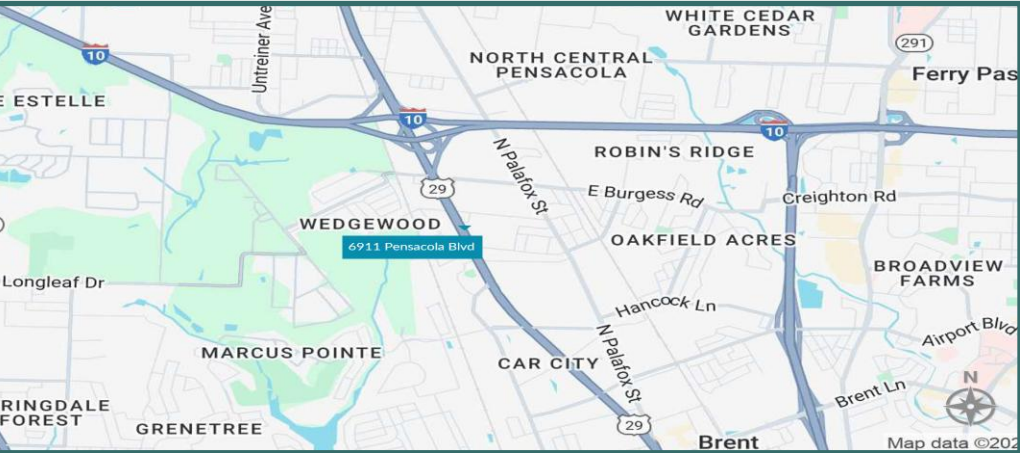 WHITE CEDAR
GARDENS
291
Untreiner Ave
10
NORTH CENTRAL
PENSACOLA
Ferry Pas
E ESTELLE
10
10
N Palafox St
ROBIN'S RIDGE
29
E Burgess Rd
Creighton Rd
WEDGEWOOD
6911 Pensacola Blvd
OAKFIELD ACRES
BROADVIEW
FARMS
Longleaf Dr
Hancock Ln
Airport Blvd
N Palafox St
MARCUS POINTE
CAR CITY
N
Brent Ln
RINGDALE
FOREST
GRENETREE
29
Brent
Map data ©202